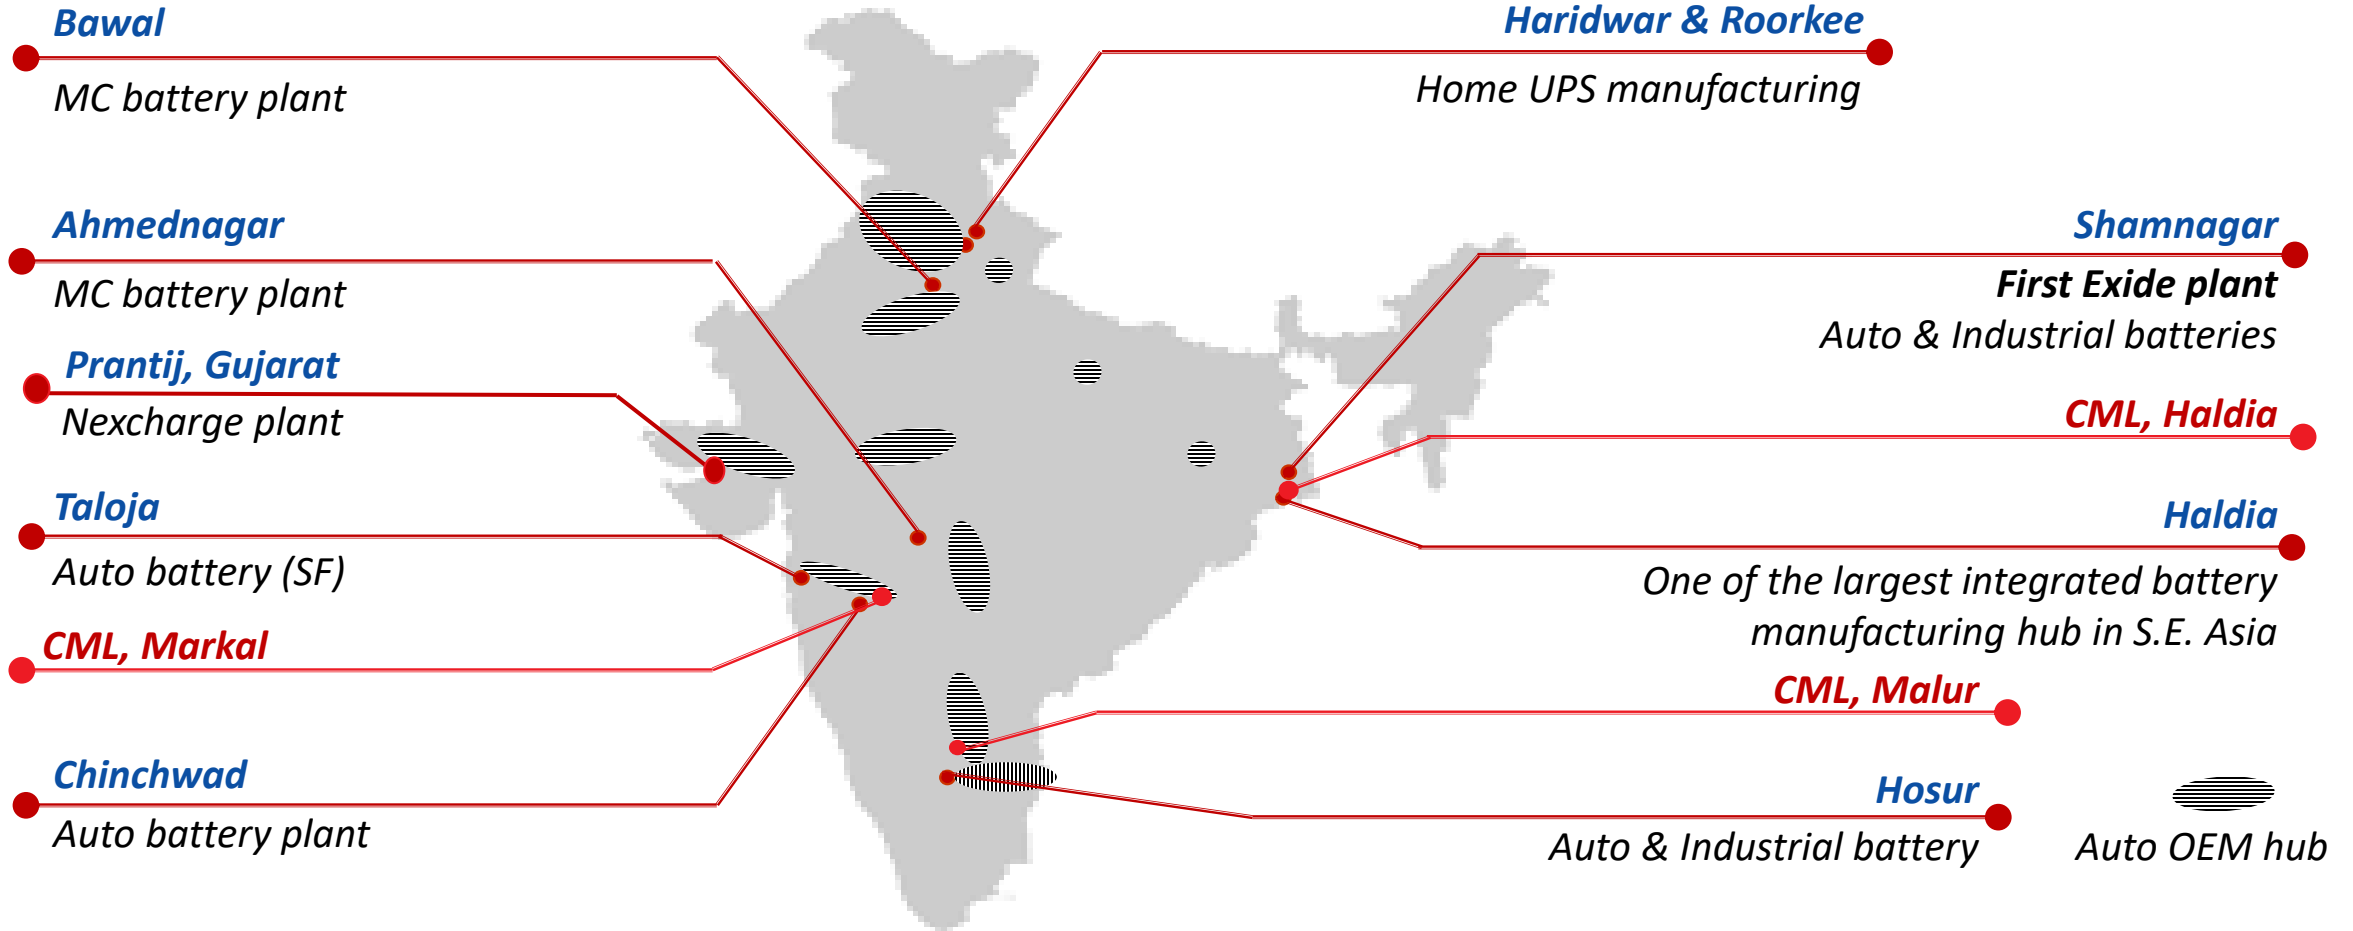 Bawal
MC battery plant
Ahmednagar
MC battery plant
Prantij, Gujarat
Nexcharge plant
Taloja
Auto battery (SF)
CML, Markal
Chinchwad
Auto battery plant
Haridwar & Roorkee
Home UPS manufacturing
Shamnagar
First Exide plant
Auto & Industrial batteries
CML, Haldia
Haldia
One of the largest integrated battery
manufacturing hub in S.E. Asia
CML, Malur
Hosur
Auto & Industrial battery
Auto OEM hub